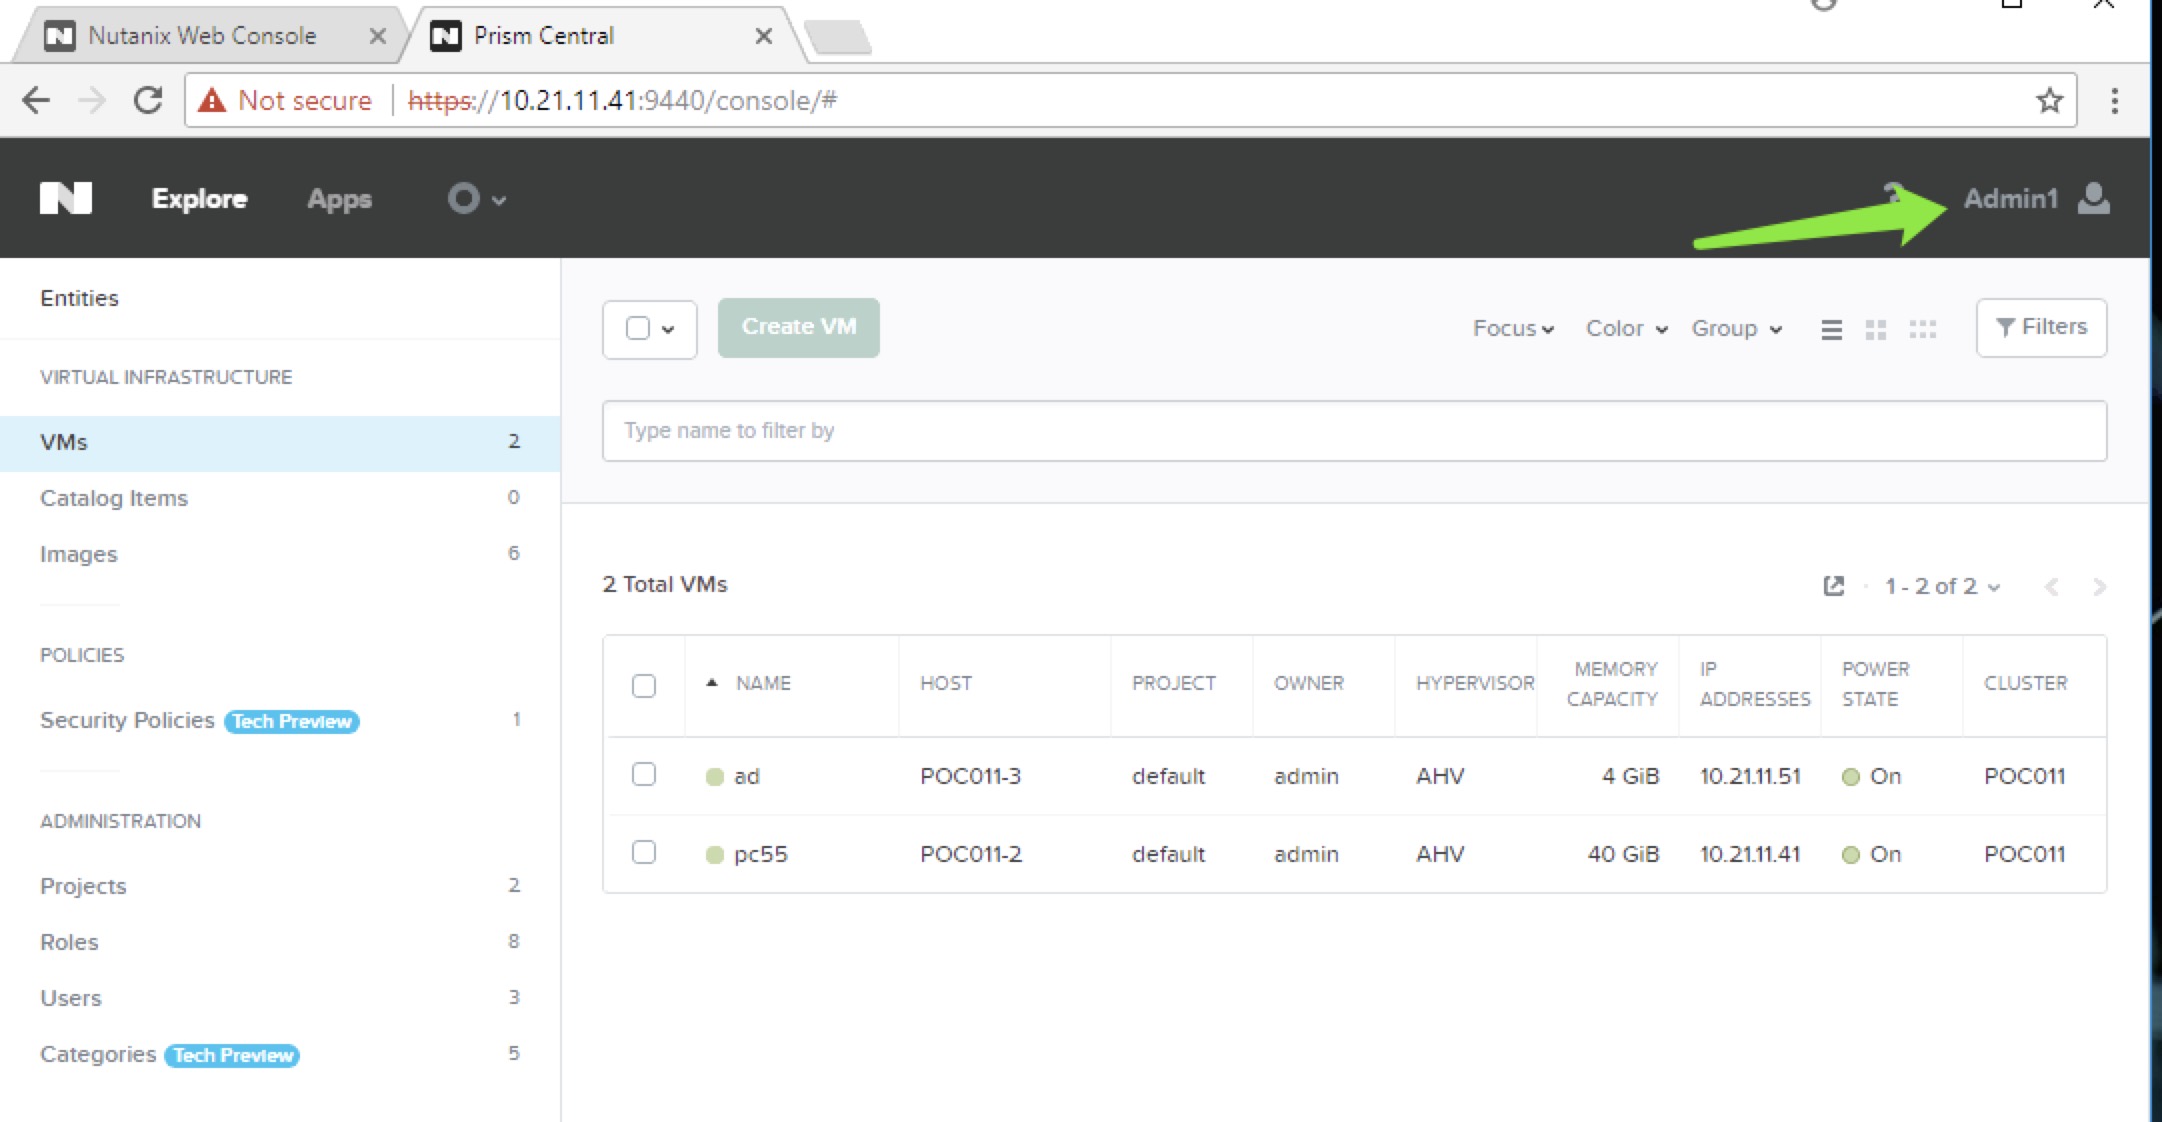 Nutanix Web Console
Prism Central
Not secure https://10.21.11.41:9440/console/#
Explore Apps Admin1
Entities
VIRTUAL INFRASTRUCTURE
VMs 2
Catalog Items 0
Images 6
POLICIES
Security Policies Tech Preview 1
ADMINISTRATION
Projects 2
Roles 8
Users 3
Categories Tech Preview 5
Create VM
Focus Color Group Filters
Type name to filter by
2 Total VMs 1 - 2 of 2
NAME HOST PROJECT OWNER HYPERVISOR MEMORY CAPACITY IP ADDRESSES POWER STATE CLUSTER
ad POC011-3 default admin AHV 4 GiB 10.21.11.51 On POC011
pc55 POC011-2 default admin AHV 40 GiB 10.21.11.41 On POC011